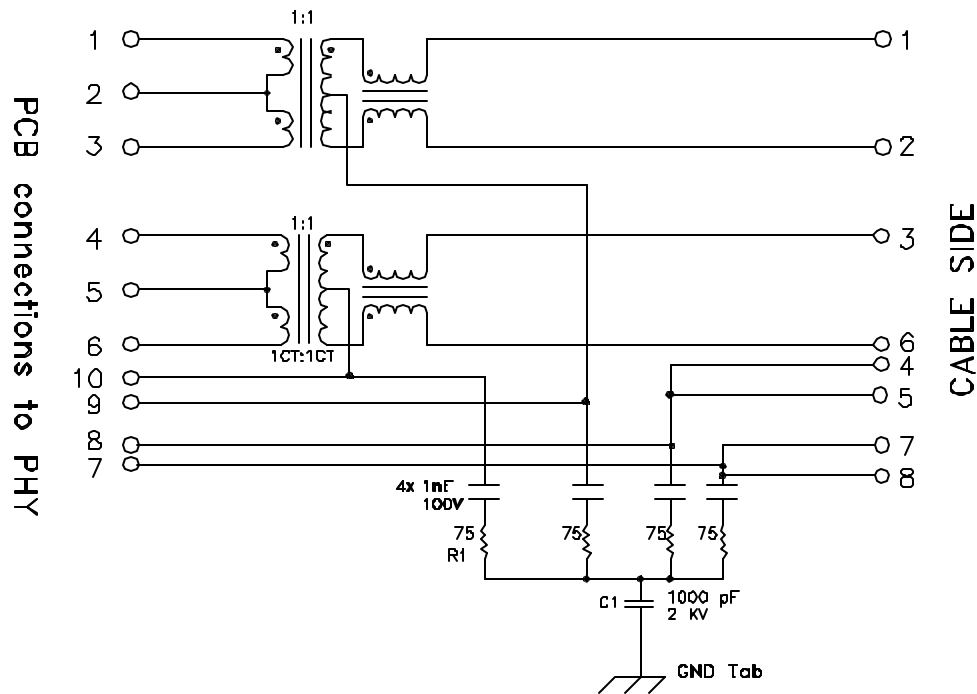 PCB connections to PHY
CABLE SIDE
1:1
1
1
2
3
2
1:1
4
3
5
6
1CT:1CT
6
4
10
9
5
8
7
7
8
4x 1nF
100V
75
75
75
75
R1
C1
1000 pF
2 KV
GND Tab